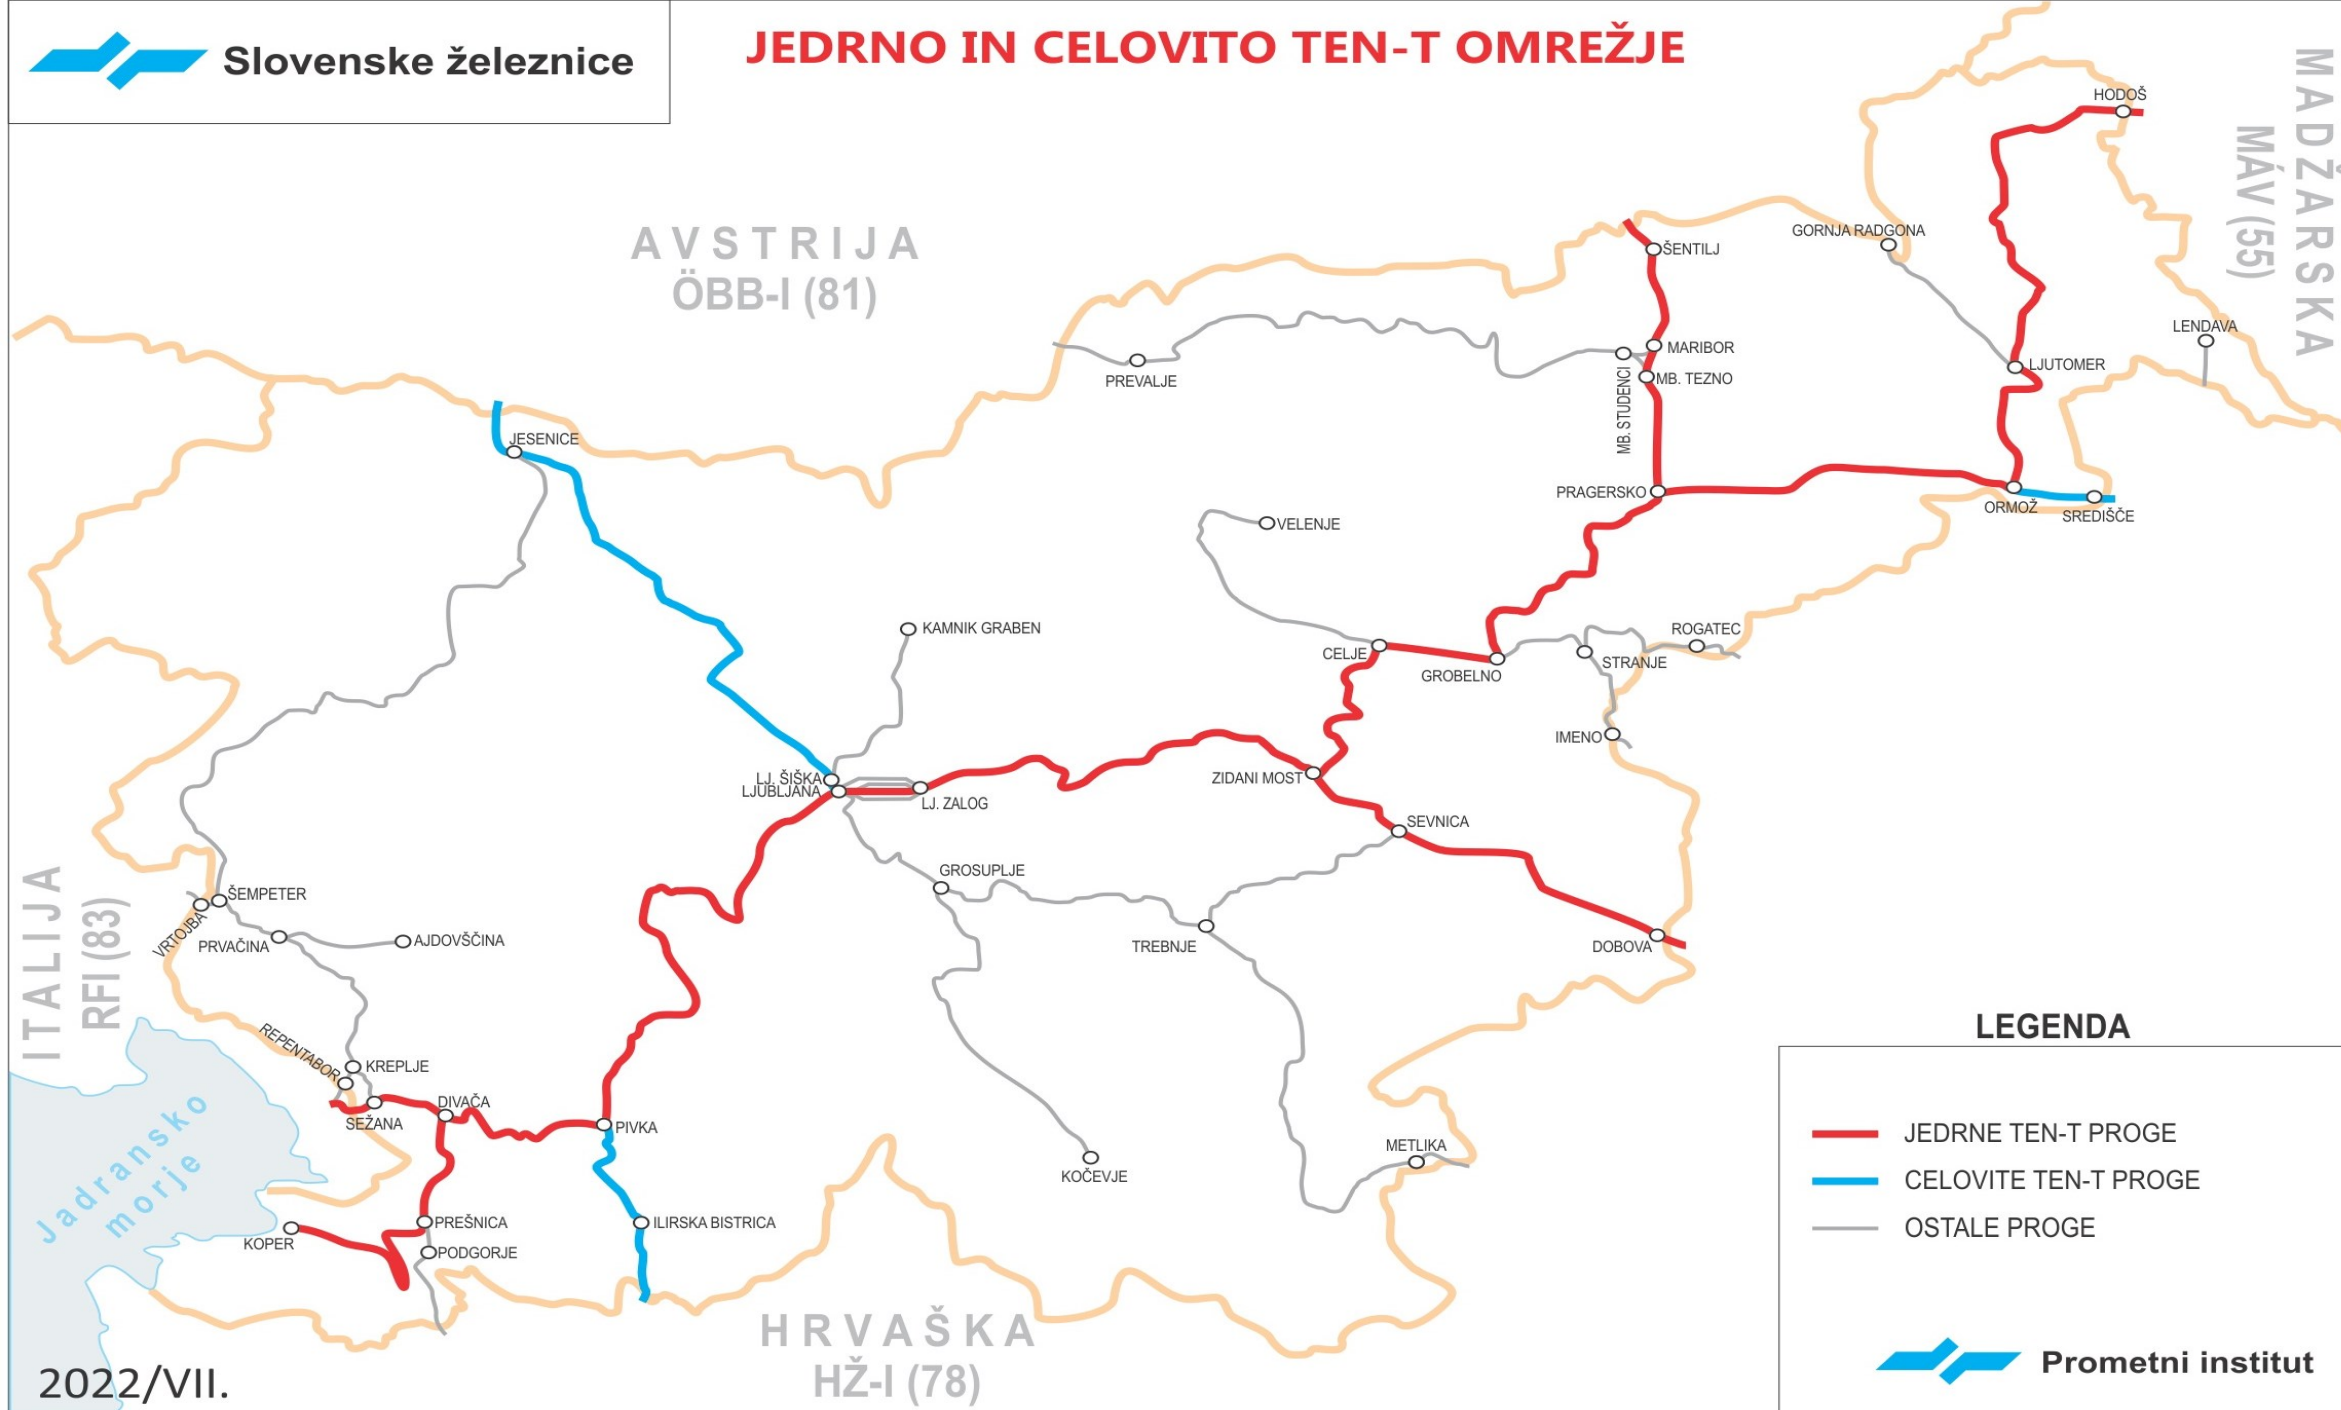 Slovenske železnice
JEDRNO IN CELOVITO TEN-T OMREŽJE
MADŽARSKA
MÁV (55)
HODOŠ
AVSTRIJA
ÖBB-I (81)
GORNJA RADGONA
ŠENTILJ
LENDAVA
MARIBOR
LJUTOMER
PREVALJE
MB. TEZNO
MB. STUDENCI
JESENICE
PRAGERSKO
ORMOŽ
SREDIŠČE
VELENJE
KAMNIK GRABEN
ROGATEC
CELJE
STRANJE
GROBELNO
IMENO
LJ. ŠIŠKA
LJUBLJANA
LJ. ZALOG
ZIDANI MOST
SEVNICA
GROSUPLJE
ITALIJA
RFI (83)
ŠEMPETER
VRTOJBA
PRVAČINA
AJDOVŠČINA
TREBNJE
DOBOVA
REPENTABOR
KREPLJE
DIVAČA
SEŽANA
PIVKA
Jadransko
morje
METLIKA
KOČEVJE
PREŠNICA
ILIRSKA BISTRICA
KOPER
PODGORJE
HRVAŠKA
HŽ-I (78)
2022/VII.
LEGENDA
JEDRNE TEN-T PROGE
CELOVITE TEN-T PROGE
OSTALE PROGE
Prometni institut